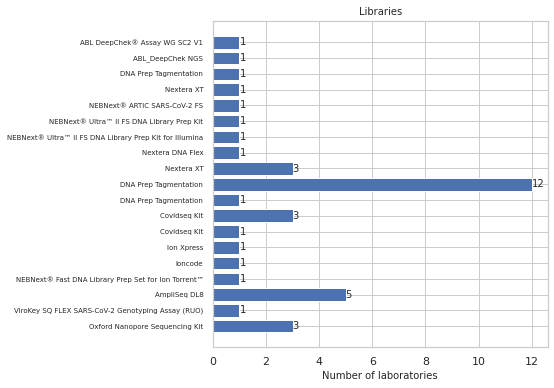 Libraries
ABL DeepChek® Assay WG SC2 V1 1
ABL_DeepChek NGS 1
DNA Prep Tagmentation 1
Nextera XT 1
NEBNext® ARTIC SARS-CoV-2 FS 1
NEBNext® Ultra™ II FS DNA Library Prep Kit 1
NEBNext® Ultra™ II FS DNA Library Prep Kit for Illumina 1
Nextera DNA Flex 1
Nextera XT 3
DNA Prep Tagmentation 12
DNA Prep Tagmentation 1
Covidseq Kit 3
Covidseq Kit 1
Ion Xpress 1
Ioncode 1
NEBNext® Fast DNA Library Prep Set for Ion Torrent™ 1
AmpliSeq DL8 5
ViroKey SQ FLEX SARS-CoV-2 Genotyping Assay (RUO) 1
Oxford Nanopore Sequencing Kit 3
0 2 4 6 8 10 12
Number of laboratories